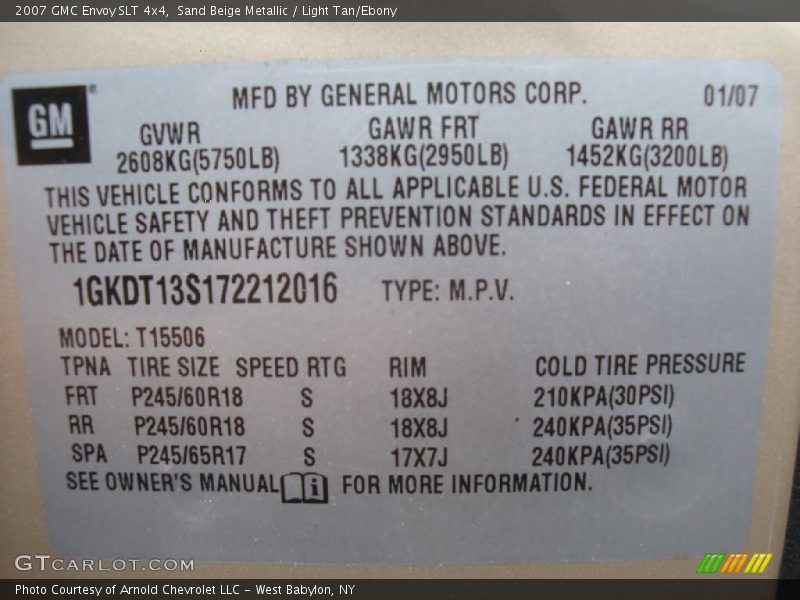 2007 GMC Envoy SLT 4x4, Sand Beige Metallic / Light Tan/Ebony
GM®
MFD BY GENERAL MOTORS CORP. 01/07
GVWR GAWR FRT GAWR RR
2608KG(5750LB) 1338KG(2950LB) 1452KG(3200LB)
THIS VEHICLE CONFORMS TO ALL APPLICABLE U.S. FEDERAL MOTOR
VEHICLE SAFETY AND THEFT PREVENTION STANDARDS IN EFFECT ON
THE DATE OF MANUFACTURE SHOWN ABOVE.
1GKDT13S172212016 TYPE: M.P.V.
MODEL: T15506
TPNA TIRE SIZE SPEED RTG RIM COLD TIRE PRESSURE
FRT P245/60R18 S 18X8J 210KPA(30PSI)
RR P245/60R18 S 18X8J 240KPA(35PSI)
SPA P245/65R17 S 17X7J 240KPA(35PSI)
SEE OWNER'S MANUAL i FOR MORE INFORMATION.
GTCARLOT.COM
Photo Courtesy of Arnold Chevrolet LLC - West Babylon, NY